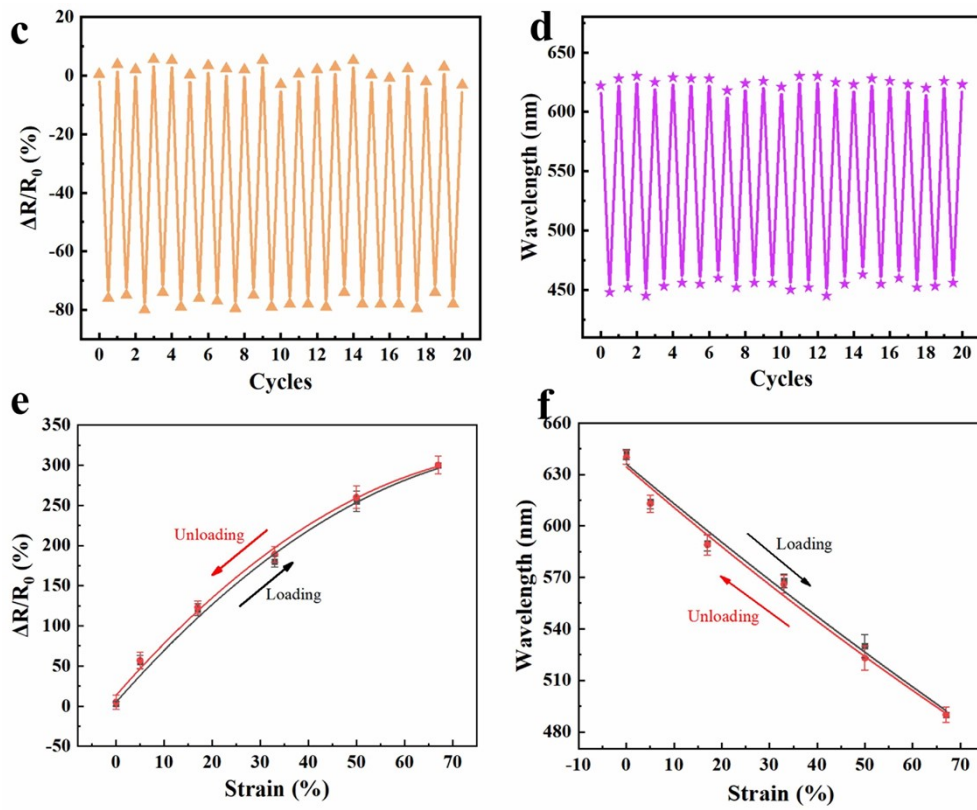 c
20
0
-20
-40
-60
-80
ΔR/R0 (%)
0 2 4 6 8 10 12 14 16 18 20
Cycles
d
650
600
550
500
450
Wavelength (nm)
0 2 4 6 8 10 12 14 16 18 20
Cycles
e
350
300
250
200
150
100
50
0
-50
ΔR/R0 (%)
Unloading
Loading
0 10 20 30 40 50 60 70
Strain (%)
f
660
630
600
570
540
510
480
Wavelength (nm)
Loading
Unloading
-10 0 10 20 30 40 50 60 70
Strain (%)